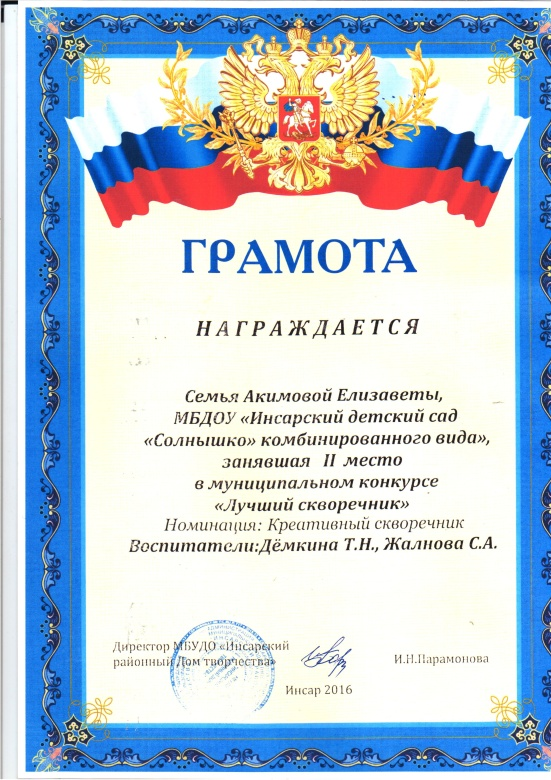 ГРАМОТА
НАГРАЖДАЕТСЯ
Семья Акимовой Елизаветы,
МБДОУ «Инсарский детский сад
«Солнышко» комбинированного вида»,
занявшая II место
в муниципальном конкурсе
«Лучший скворечник»
Номинация: Креативный скворечник
Воспитатели:Дёмкина Т.Н., Жалнова С.А.
Директор МБУДО «Инсарский
районный Дом творчества» И.Н.Парамонова
Инсар 2016